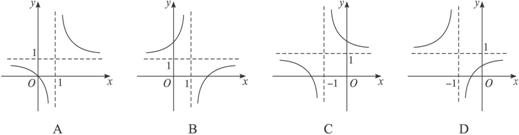 y y y y
1 1 1 1
O 1 x O 1 x -1 O x -1 O x
A B C D